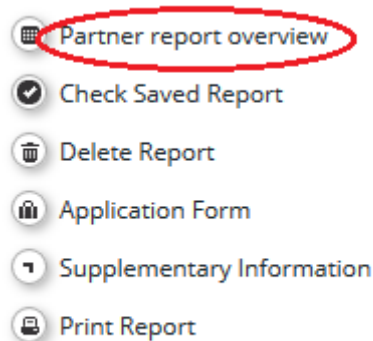 Partner report overview
Check Saved Report
Delete Report
Application Form
Supplementary Information
Print Report